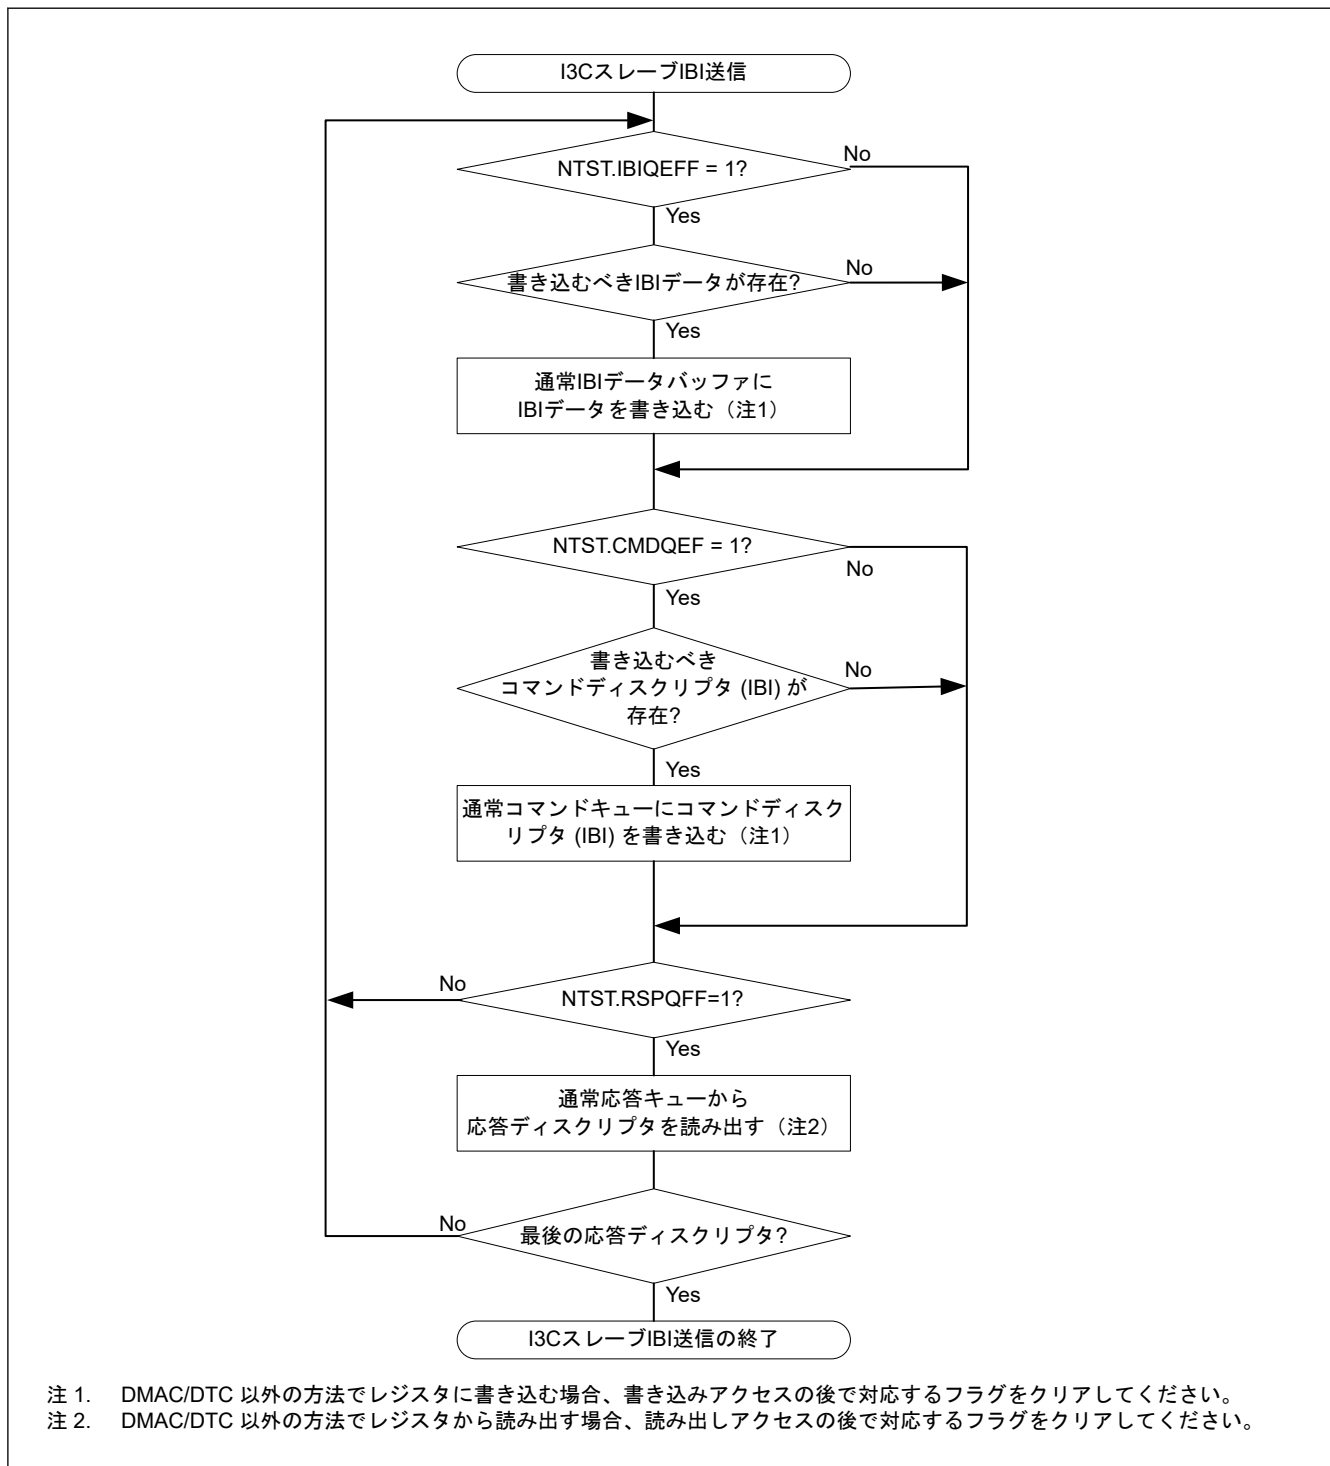 I3CスレーブIBI送信
NTST.IBIQEFF = 1?
No
Yes
書き込むべきIBIデータが存在?
No
Yes
通常IBIデータバッファに
IBIデータを書き込む（注1）
NTST.CMDQEF = 1?
No
Yes
書き込むべき
コマンドディスクリプタ (IBI) が
存在?
No
Yes
通常コマンドキューにコマンドディスク
リプタ (IBI) を書き込む（注1）
No
NTST.RSPQFF=1?
Yes
通常応答キューから
応答ディスクリプタを読み出す（注2）
No
最後の応答ディスクリプタ?
Yes
I3CスレーブIBI送信の終了
注 1. DMAC/DTC 以外の方法でレジスタに書き込む場合、書き込みアクセスの後で対応するフラグをクリアしてください。
注 2. DMAC/DTC 以外の方法でレジスタから読み出す場合、読み出しアクセスの後で対応するフラグをクリアしてください。